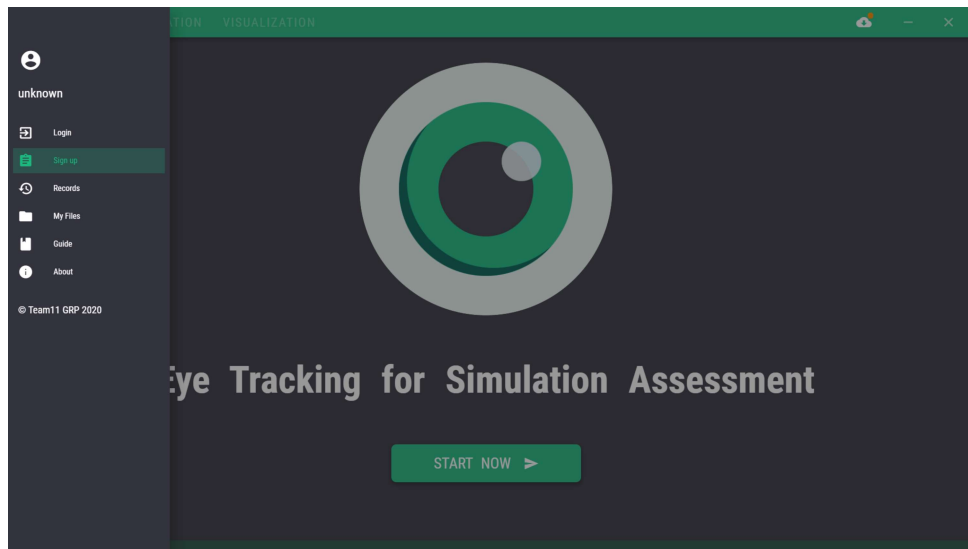 VISUALIZATION
unknown
Login
Sign up
Records
My Files
Guide
About
© Team11 GRP 2020
Eye Tracking for Simulation Assessment
START NOW